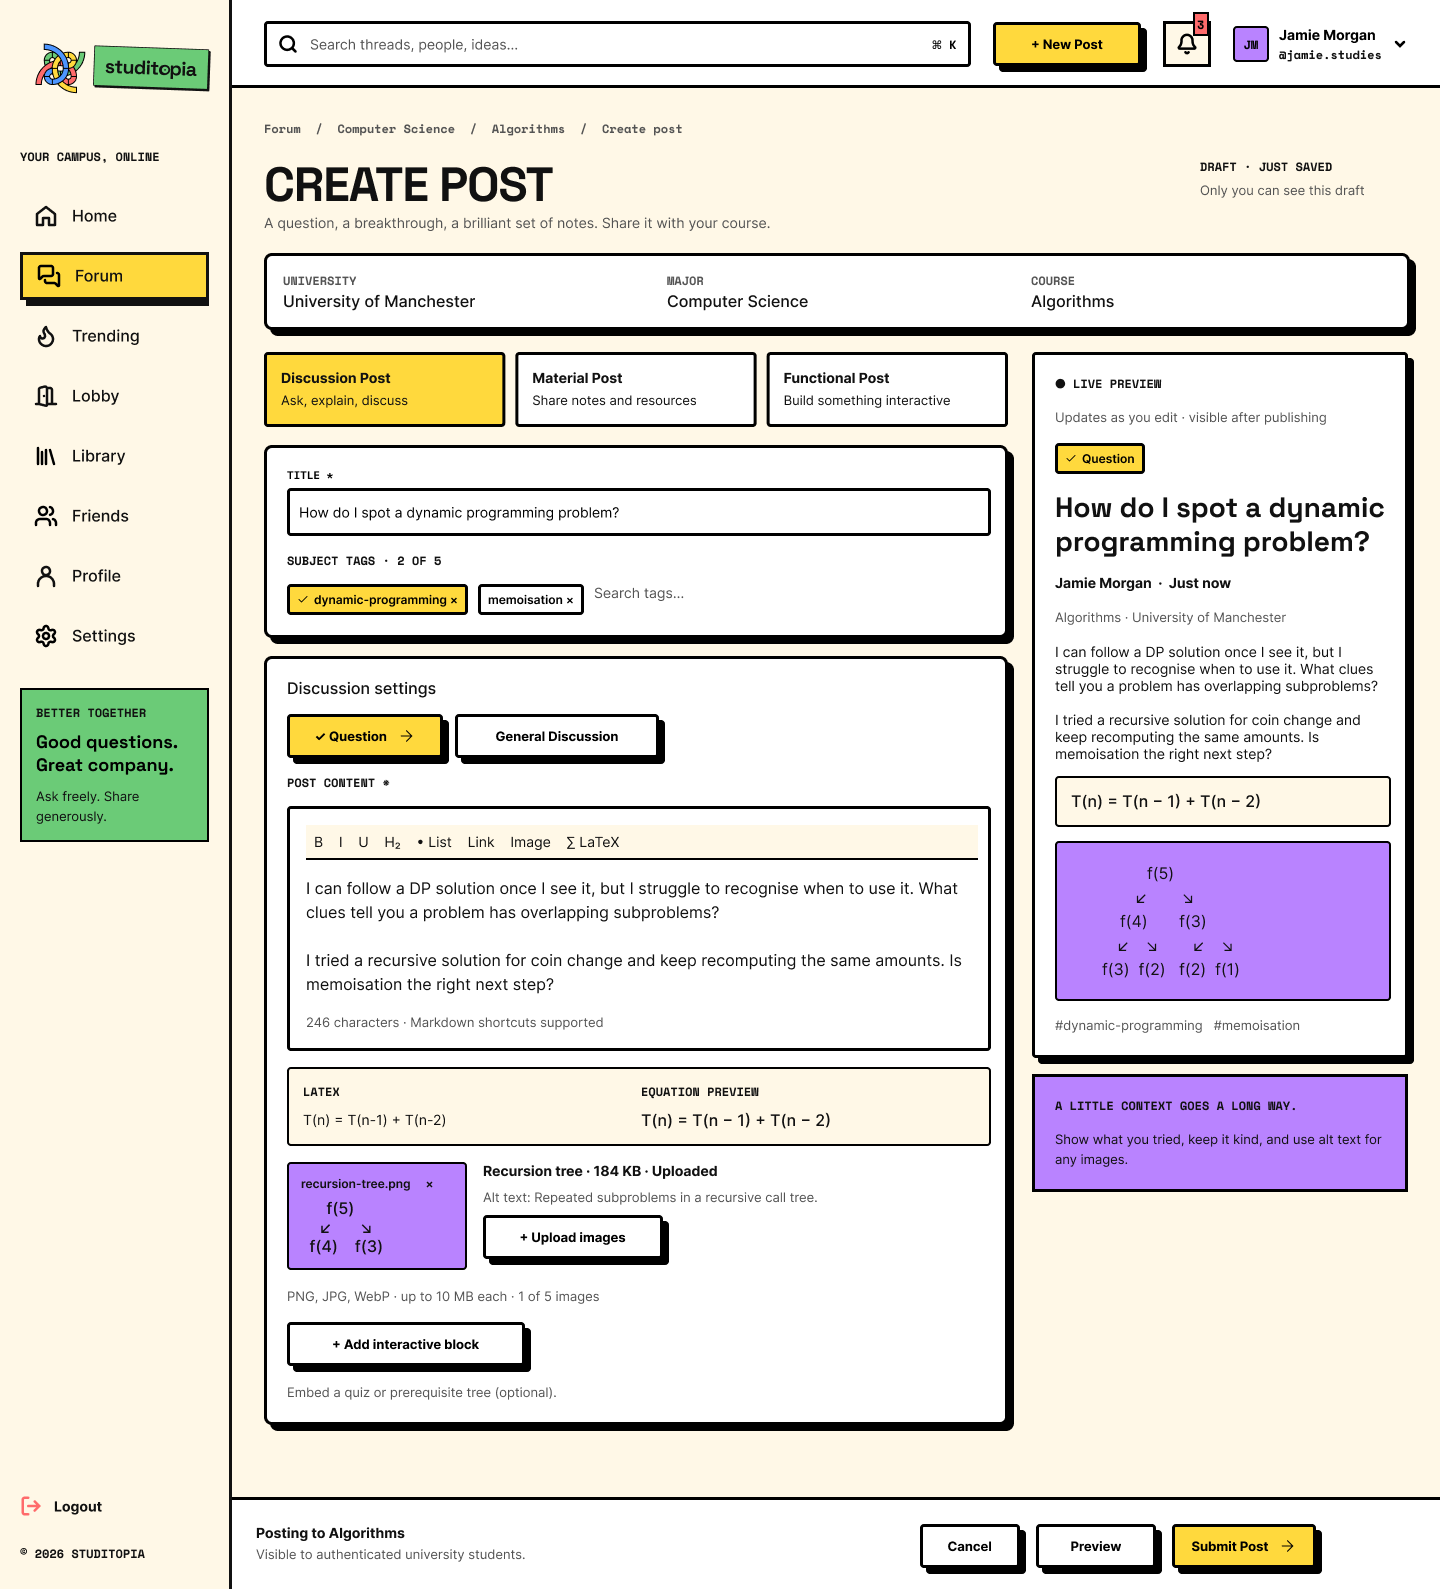 studitopia
YOUR CAMPUS, ONLINE
Home
Forum
Trending
Lobby
Library
Friends
Profile
Settings
BETTER TOGETHER
Good questions.
Great company.
Ask freely. Share
generously.
Logout
© 2026 STUDITOPIA
Search threads, people, ideas...
⌘ K
+ New Post
3
JM
Jamie Morgan
@jamie.studies
Forum / Computer Science / Algorithms / Create post
CREATE POST
A question, a breakthrough, a brilliant set of notes. Share it with your course.
DRAFT · JUST SAVED
Only you can see this draft
UNIVERSITY
University of Manchester
MAJOR
Computer Science
COURSE
Algorithms
Discussion Post
Ask, explain, discuss
Material Post
Share notes and resources
Functional Post
Build something interactive
TITLE *
How do I spot a dynamic programming problem?
SUBJECT TAGS · 2 OF 5
✓ dynamic-programming ×
memoisation ×
Search tags...
Discussion settings
✓ Question →
General Discussion
POST CONTENT *
B I U H₂ • List Link Image ∑ LaTeX
I can follow a DP solution once I see it, but I struggle to recognise when to use it. What
clues tell you a problem has overlapping subproblems?
I tried a recursive solution for coin change and keep recomputing the same amounts. Is
memoisation the right next step?
246 characters · Markdown shortcuts supported
LATEX
T(n) = T(n-1) + T(n-2)
EQUATION PREVIEW
T(n) = T(n − 1) + T(n − 2)
recursion-tree.png ×
f(5)
↙ ↘
f(4) f(3)
Recursion tree · 184 KB · Uploaded
Alt text: Repeated subproblems in a recursive call tree.
+ Upload images
PNG, JPG, WebP · up to 10 MB each · 1 of 5 images
+ Add interactive block
Embed a quiz or prerequisite tree (optional).
● LIVE PREVIEW
Updates as you edit · visible after publishing
✓ Question
How do I spot a dynamic
programming problem?
Jamie Morgan · Just now
Algorithms · University of Manchester
I can follow a DP solution once I see it, but I
struggle to recognise when to use it. What clues
tell you a problem has overlapping subproblems?
I tried a recursive solution for coin change and
keep recomputing the same amounts. Is
memoisation the right next step?
T(n) = T(n − 1) + T(n − 2)
f(5)
↙ ↘
f(4) f(3)
↙ ↘ ↙ ↘
f(3) f(2) f(2) f(1)
#dynamic-programming #memoisation
A LITTLE CONTEXT GOES A LONG WAY.
Show what you tried, keep it kind, and use alt text for
any images.
Posting to Algorithms
Visible to authenticated university students.
Cancel
Preview
Submit Post →